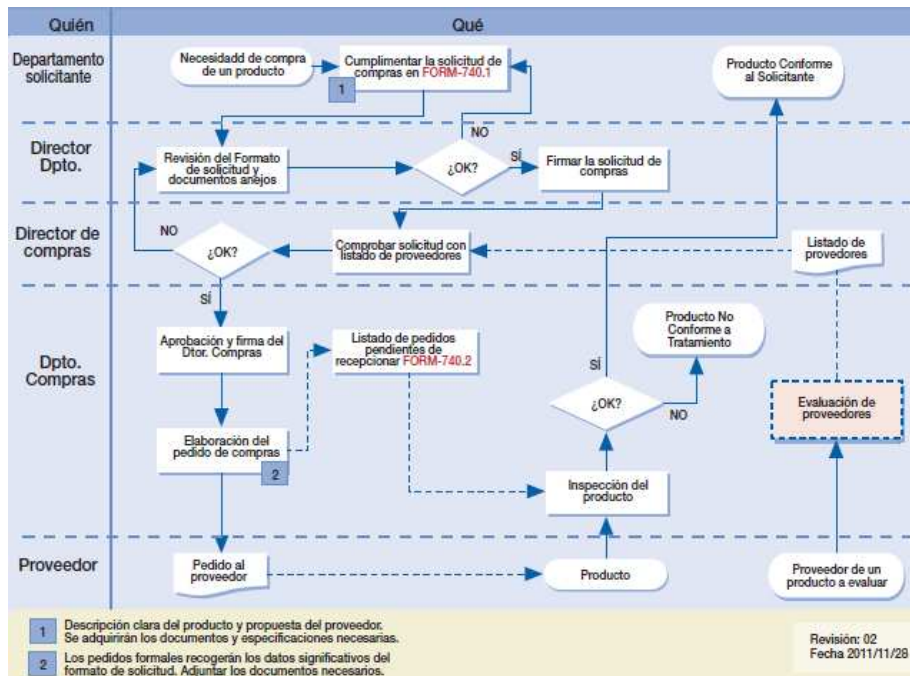 Quién
Qué
Departamento
solicitante
Necesidadd de compra
de un producto
Cumplimentar la solicitud de
compras en FORM-740.1
1
Producto Conforme
al Solicitante
NO
Director
Dpto.
Revisión del Formato
de solicitud y
documentos anejos
¿OK?
SÍ
Firmar la solicitud de
compras
Director de
compras
NO
¿OK?
Comprobar solicitud con
listado de proveedores
Listado de
provedores
SÍ
Dpto.
Compras
Aprobación y firma del
Dtor. Compras
Listado de pedidos
pendientes de
recepcionar FORM-740.2
Producto No
Conforme a
Tratamiento
SÍ
¿OK?
NO
Evaluación de
proveedores
Elaboración del
pedido de compras
2
Inspección del
producto
Proveedor
Pedido al
proveedor
Producto
Proveedor de un
producto a evaluar
1
Descripción clara del producto y propuesta del proveedor.
Se adquirirán los documentos y especificaciones necesarias.
2
Los pedidos formales recogerán los datos significativos del
formato de solicitud. Adjuntar los documentos necesarios.
Revisión: 02
Fecha 2011/11/28